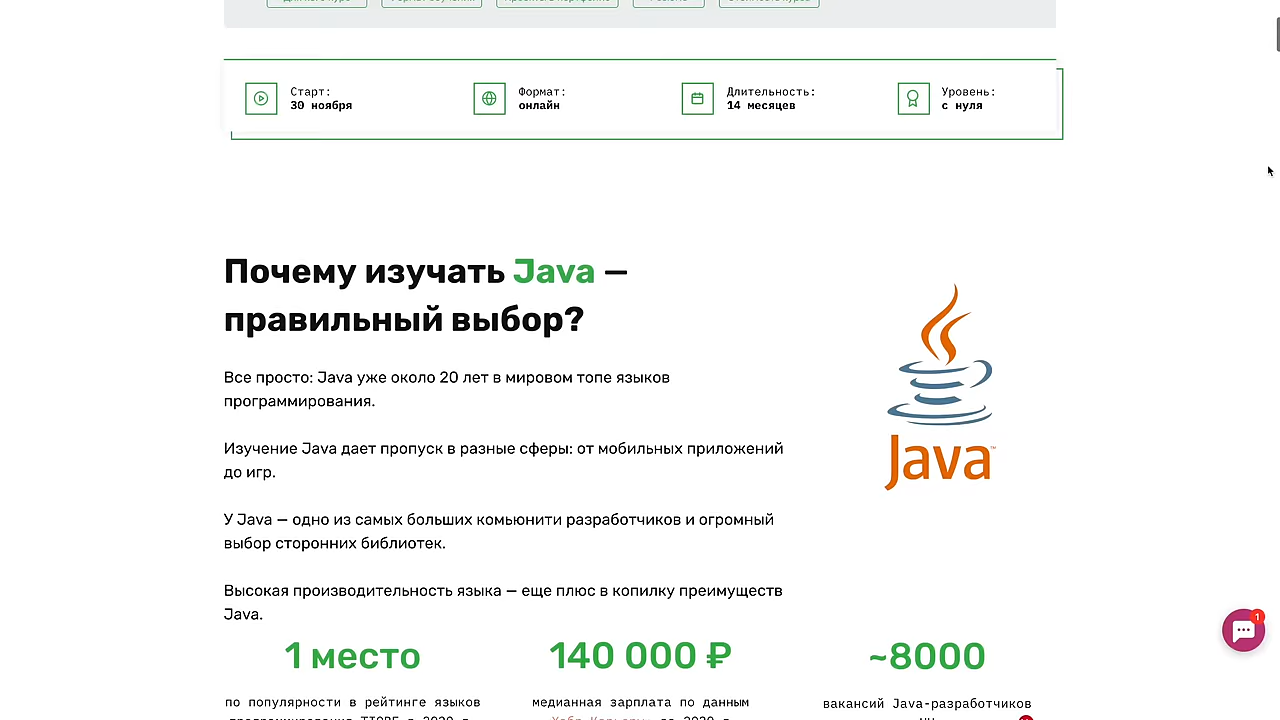 Старт:
30 ноября
Формат:
онлайн
Длительность:
14 месяцев
Уровень:
с нуля
Почему изучать Java —
правильный выбор?
Все просто: Java уже около 20 лет в мировом топе языков
программирования.
Изучение Java дает пропуск в разные сферы: от мобильных приложений
до игр.
У Java — одно из самых больших комьюнити разработчиков и огромный
выбор сторонних библиотек.
Высокая производительность языка — еще плюс в копилку преимуществ
Java.
Java
1
1 место
по популярности в рейтинге языков
140 000 ₽
медианная зарплата по данным
~8000
вакансий Java-разработчиков